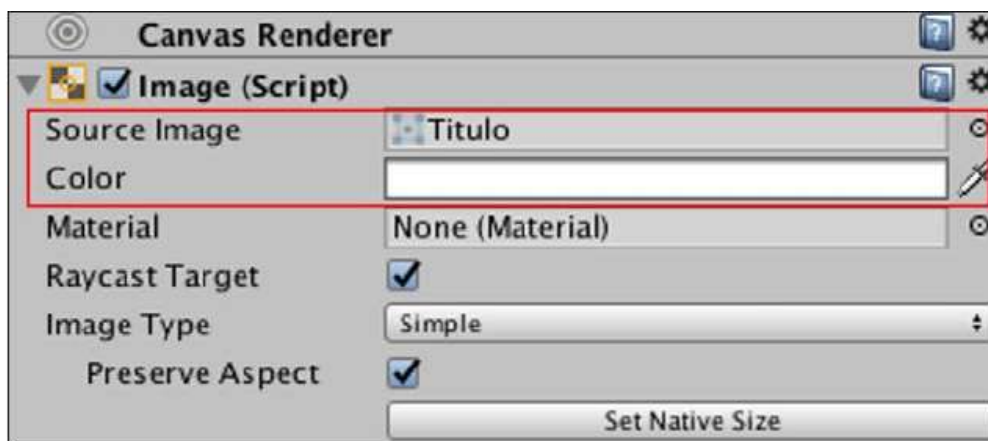 Canvas Renderer
Image (Script)
Source Image Titulo
Color
Material None (Material)
Raycast Target
Image Type Simple
Preserve Aspect
Set Native Size